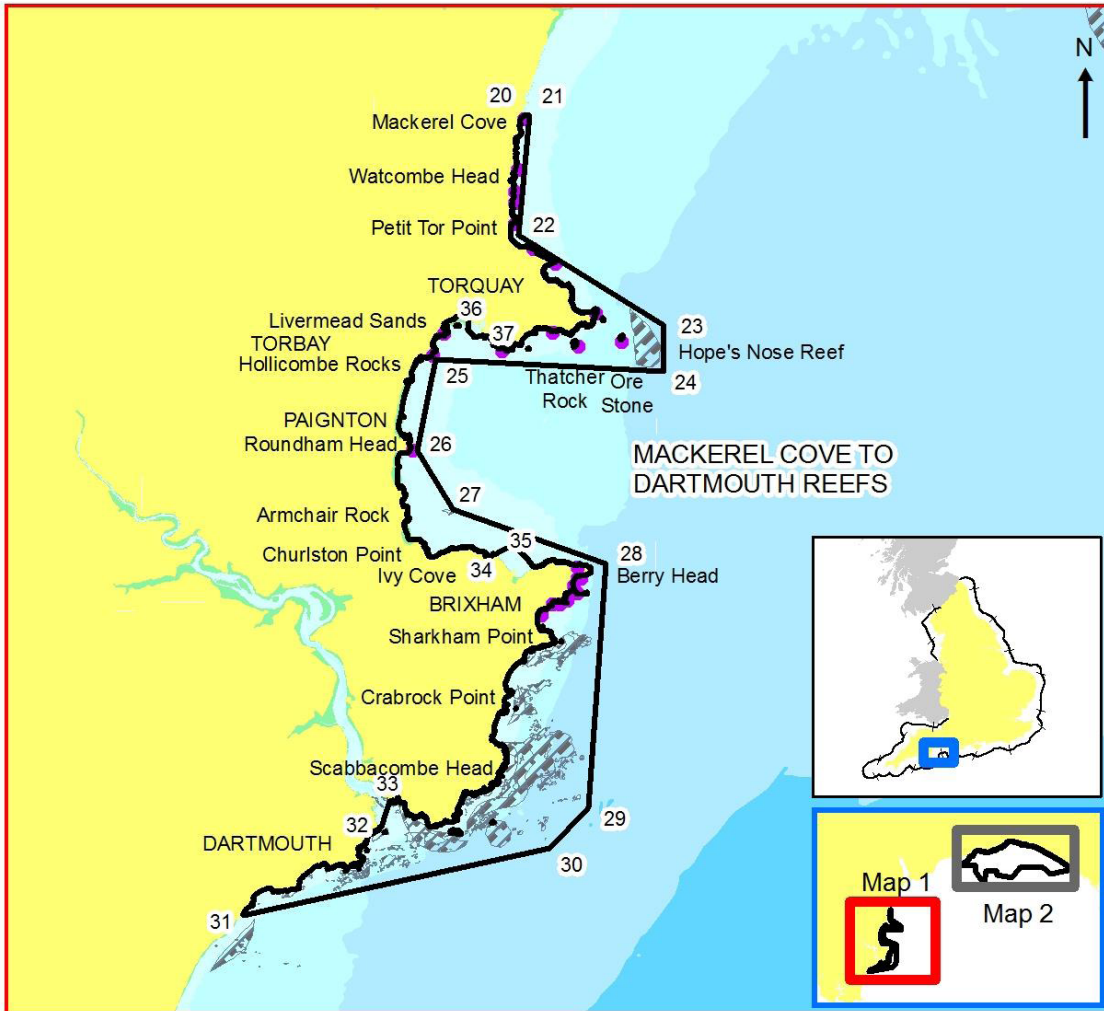 N
20
21
Mackerel Cove
Watcombe Head
Petit Tor Point
22
TORQUAY
36
Livermead Sands
37
23
TORBAY
Hope's Nose Reef
Hollicombe Rocks
25
Thatcher
Rock
Ore
Stone
24
PAIGNTON
Roundham Head
26
MACKEREL COVE TO
DARTMOUTH REEFS
27
Armchair Rock
35
28
Churlston Point
Ivy Cove
34
Berry Head
BRIXHAM
Sharkham Point
Crabrock Point
Scabbacombe Head
33
29
32
DARTMOUTH
30
31
Map 1
Map 2